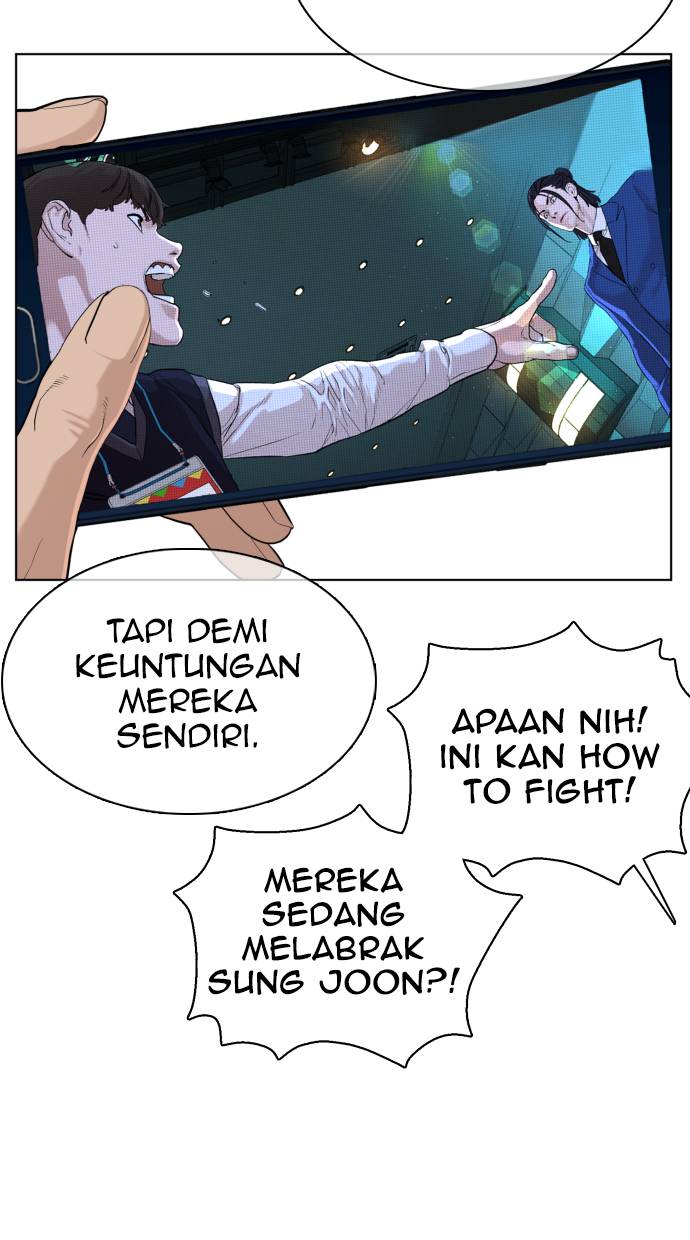 TAPI DEMI
KEUNTUNGAN
MEREKA
SENDIRI.
APAAN NIH!
INI KAN HOW
TO FIGHT!
MEREKA
SEDANG
MELABRAK
SUNG JOON?!